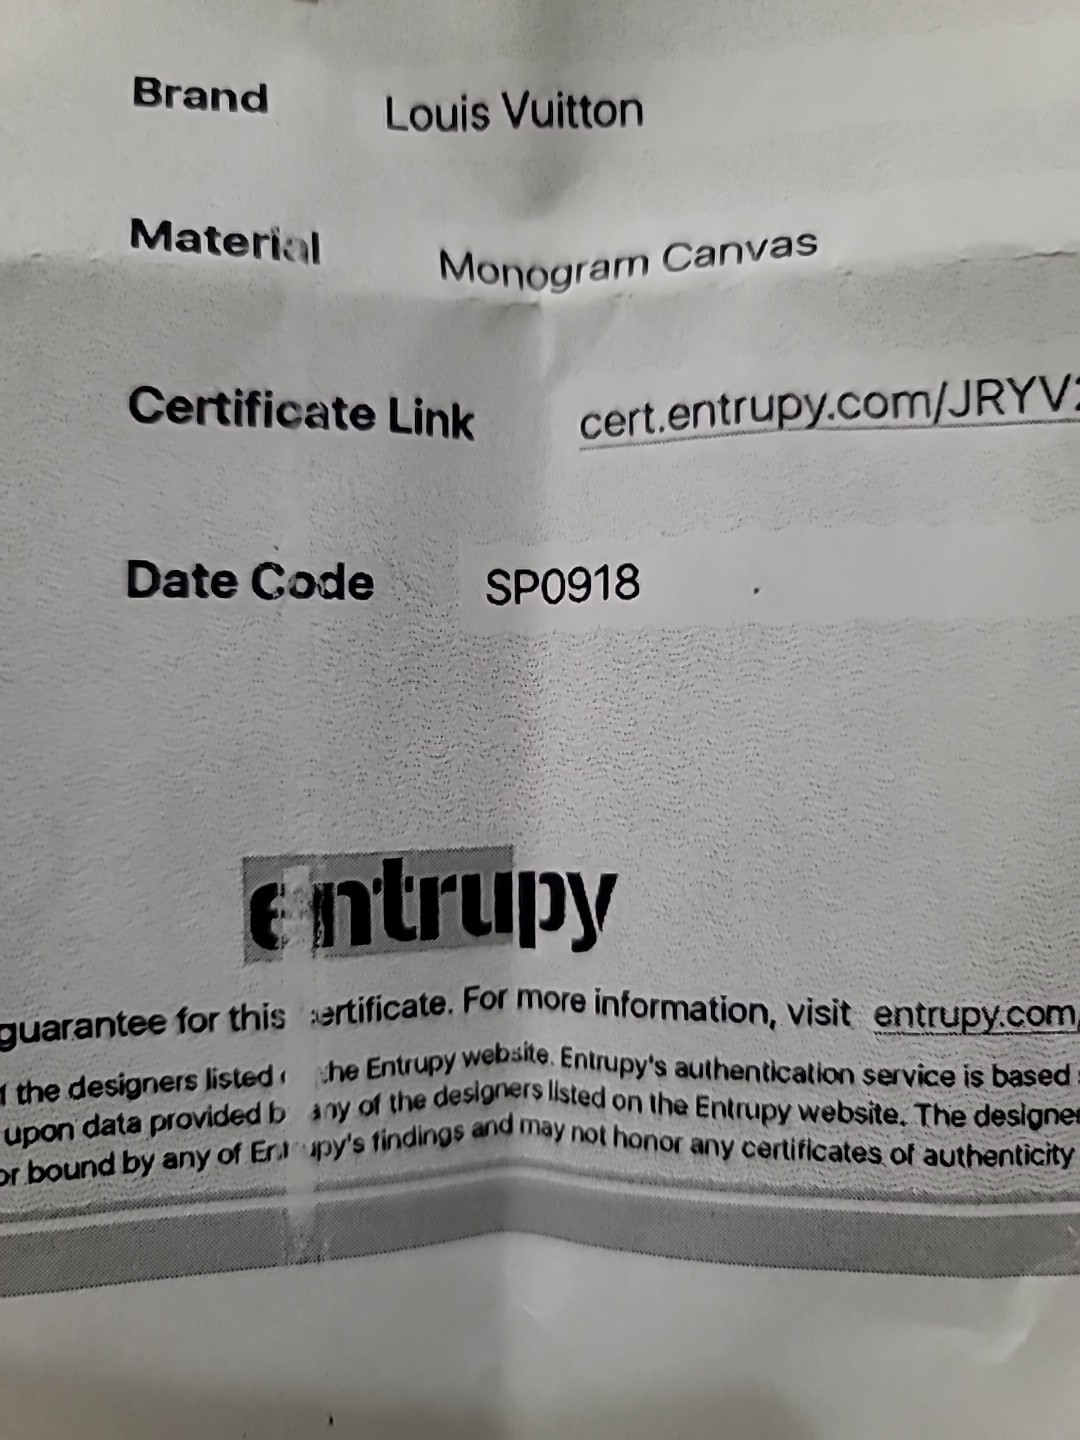 Brand Louis Vuitton
Material Monogram Canvas
Certificate Link cert.entrupy.com/JRYV
Date Code SP0918
entrupy
guarantee for this certificate. For more information, visit entrupy.com/
the designers listed the Entrupy website. Entrupy's authentication service is based
upon data provided b any of the designers listed on the Entrupy website. The designer
or bound by any of Entrupy's findings and may not honor any certificates of authenticity